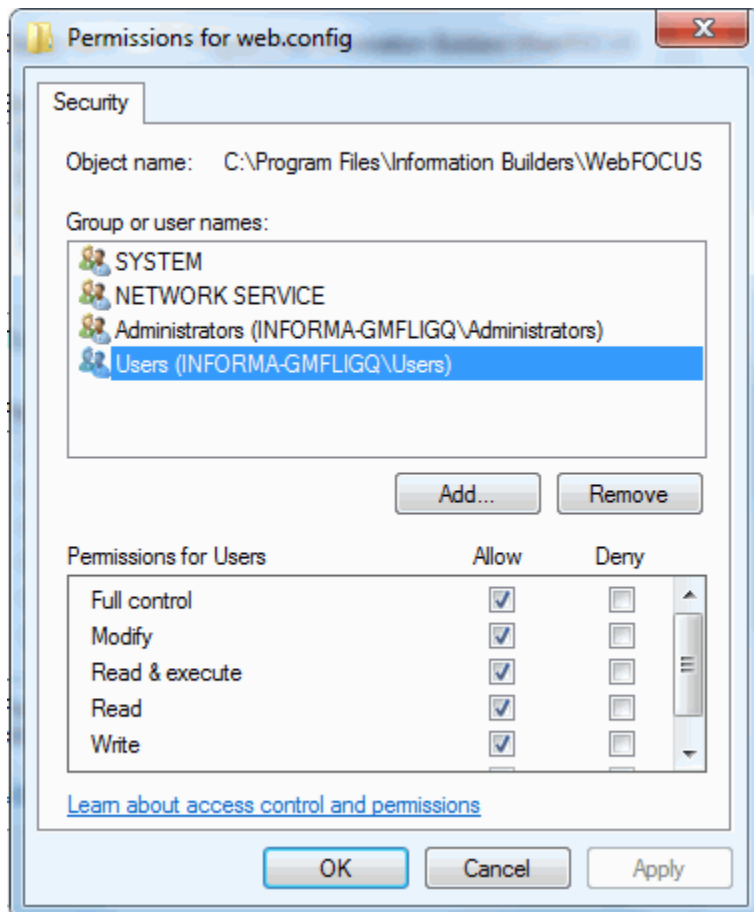 Permissions for web.config
Security
Object name: C:\Program Files\Information Builders\WebFOCUS
Group or user names:
SYSTEM
NETWORK SERVICE
Administrators (INFORMA-GMFLIGQ\Administrators)
Users (INFORMA-GMFLIGQ\Users)
Add... Remove
Permissions for Users Allow Deny
Full control
Modify
Read & execute
Read
Write
Learn about access control and permissions
OK Cancel Apply